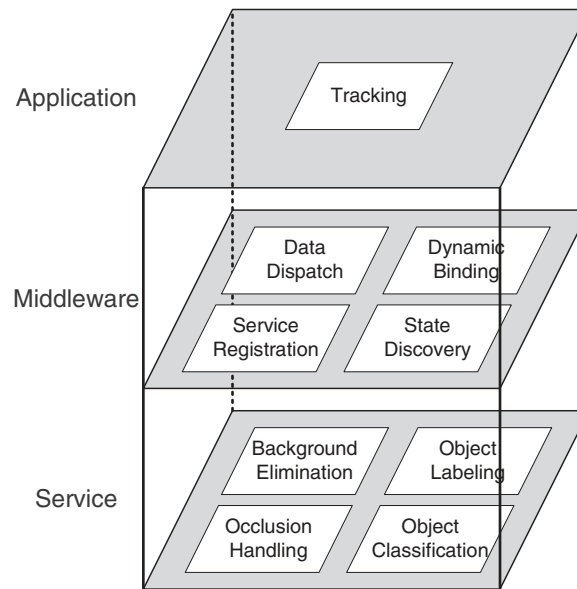 Application
Tracking
Middleware
Data
Dispatch
Dynamic
Binding
Service
Registration
State
Discovery
Service
Background
Elimination
Object
Labeling
Occlusion
Handling
Object
Classification